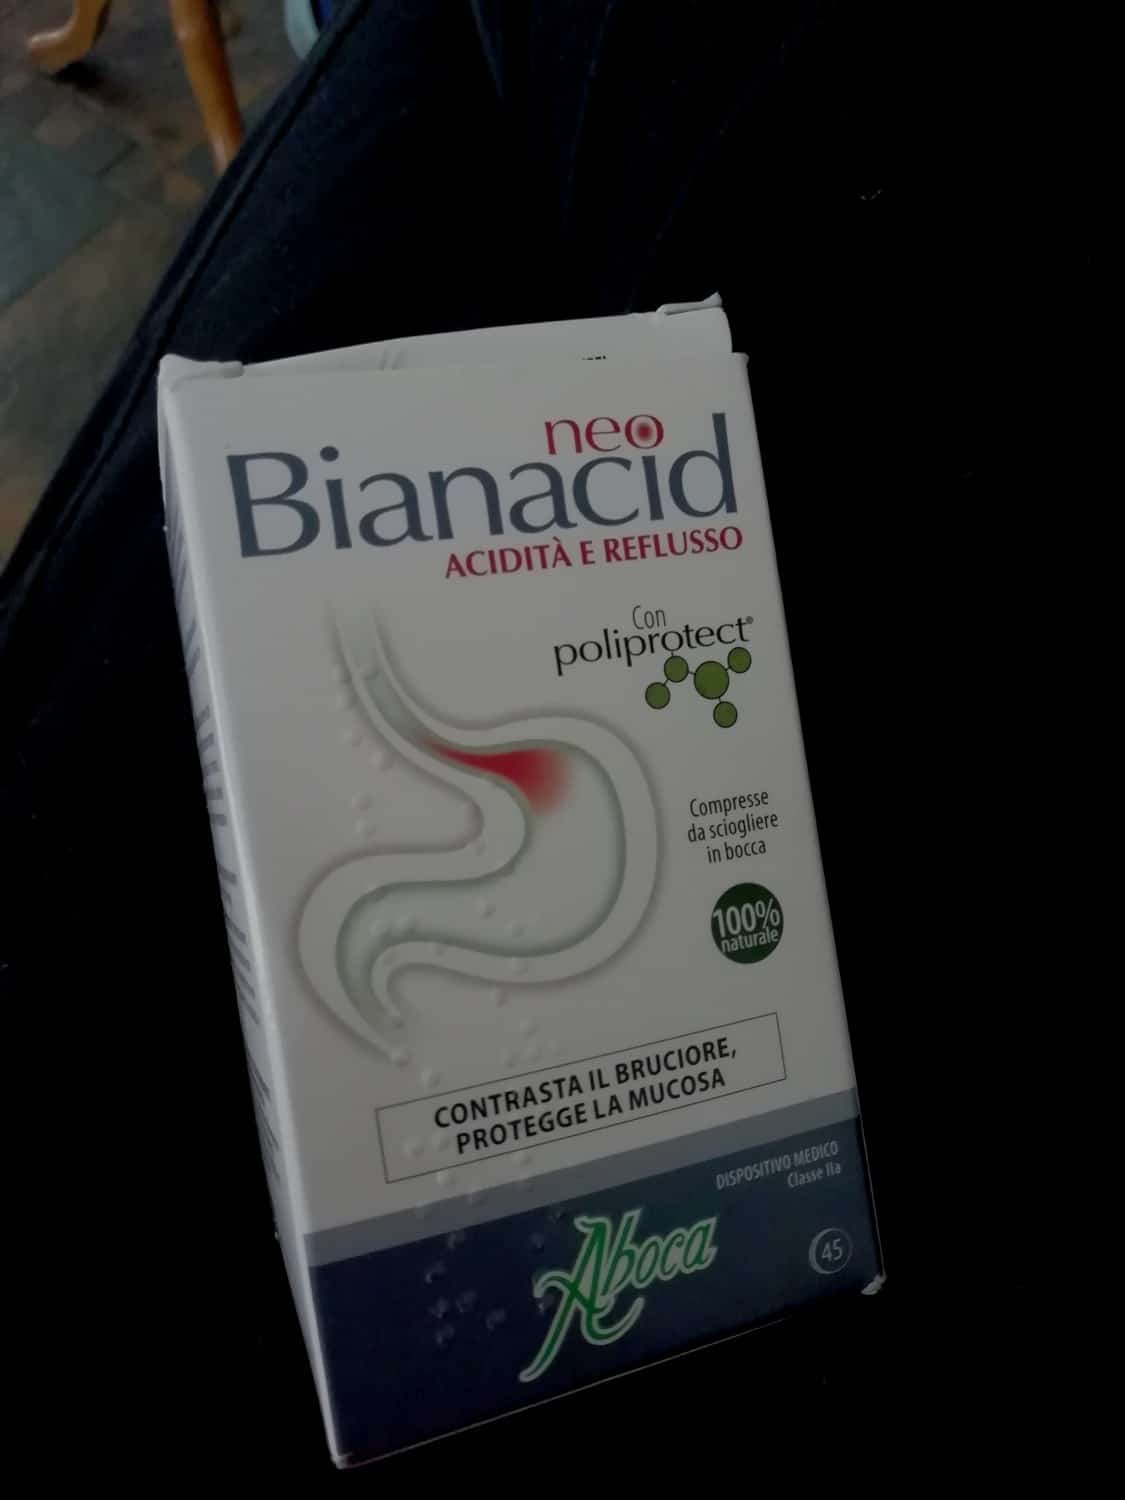 neo
Bianacid
ACIDITÀ E REFLUSSO
Con
poliprotect®
Compresse
da sciogliere
in bocca
100%
naturale
CONTRASTA IL BRUCIORE,
PROTEGGE LA MUCOSA
DISPOSITIVO MEDICO
Classe IIa
Aboca
45